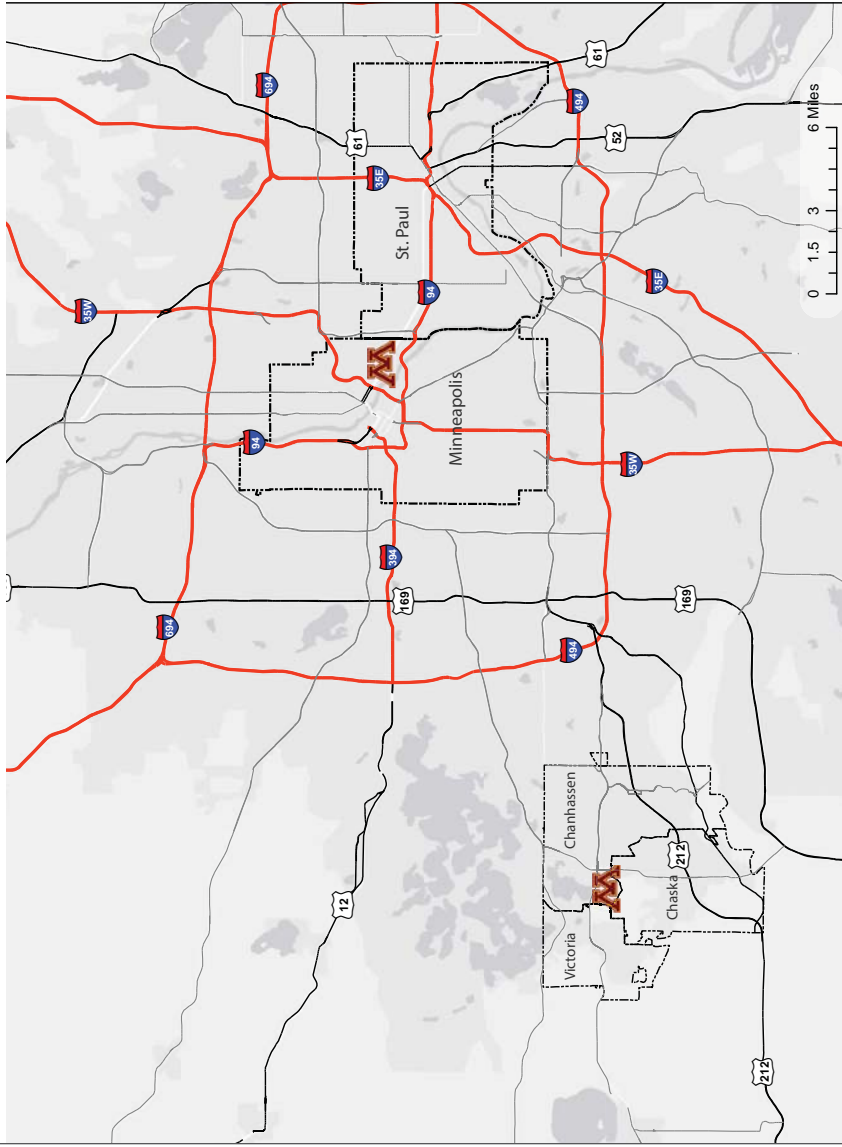 35W
694
94
694
12
61
35E
M
394
St. Paul
169
94
Minneapolis
Victoria
Chanhassen
494
494
61
M
52
35W
35E
Chaska
212
169
212
0 1.5 3 6 Miles